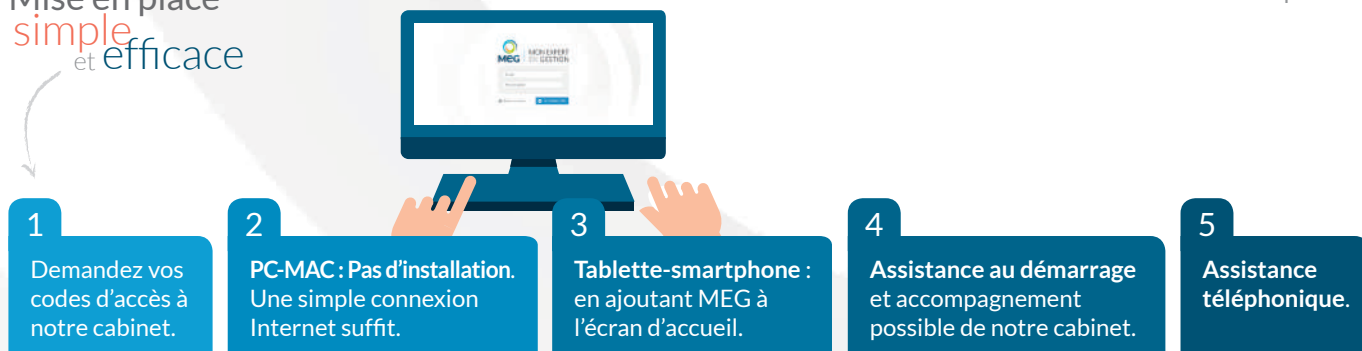 Mise en place
simple
et efficace
MEG
MON EXPERT
EN GESTION
1
Demandez vos
codes d'accès à
notre cabinet.
2
PC-MAC : Pas d'installation.
Une simple connexion
Internet suffit.
3
Tablette-smartphone :
en ajoutant MEG à
l'écran d'accueil.
4
Assistance au démarrage
et accompagnement
possible de notre cabinet.
5
Assistance
téléphonique.